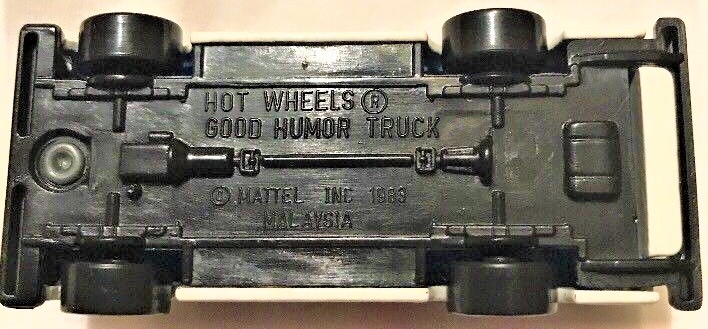 HOT WHEELS ®
GOOD HUMOR TRUCK
© MATTEL INC 1983
MALAYSIA